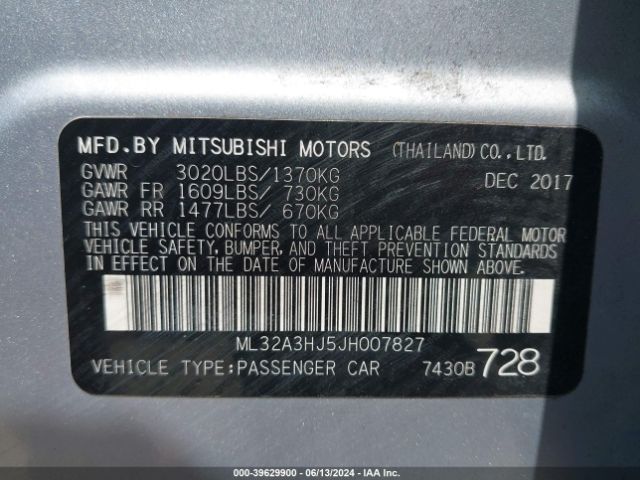 MFD.BY MITSUBISHI MOTORS (THAILAND) CO.,LTD.
GVWR 3020LBS/1370KG DEC 2017
GAWR FR 1609LBS/ 730KG
GAWR RR 1477LBS/ 670KG
THIS VEHICLE CONFORMS TO ALL APPLICABLE FEDERAL MOTOR
VEHICLE SAFETY, BUMPER, AND THEFT PREVENTION STANDARDS
IN EFFECT ON THE DATE OF MANUFACTURE SHOWN ABOVE.
ML32A3HJ5JH007827
VEHICLE TYPE:PASSENGER CAR 7430B 728
000-39629900 - 06/13/2024 - IAA Inc.